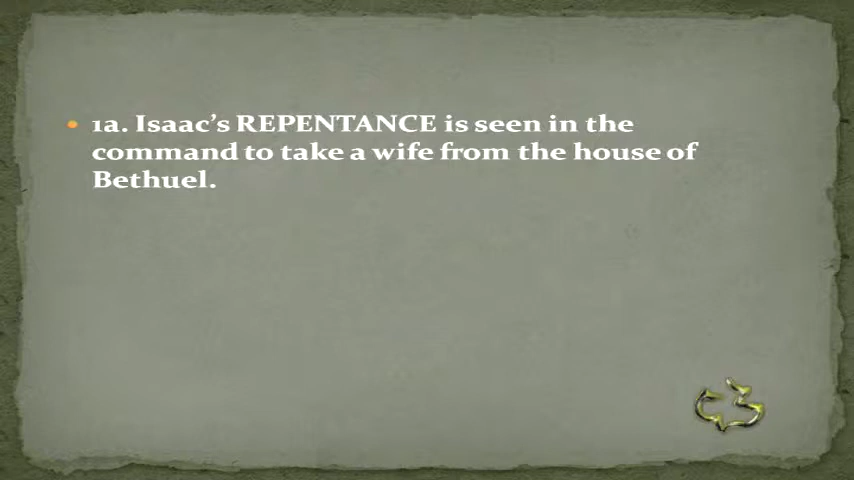 • 1a. Isaac’s REPENTANCE is seen in the
command to take a wife from the house of
Bethuel.